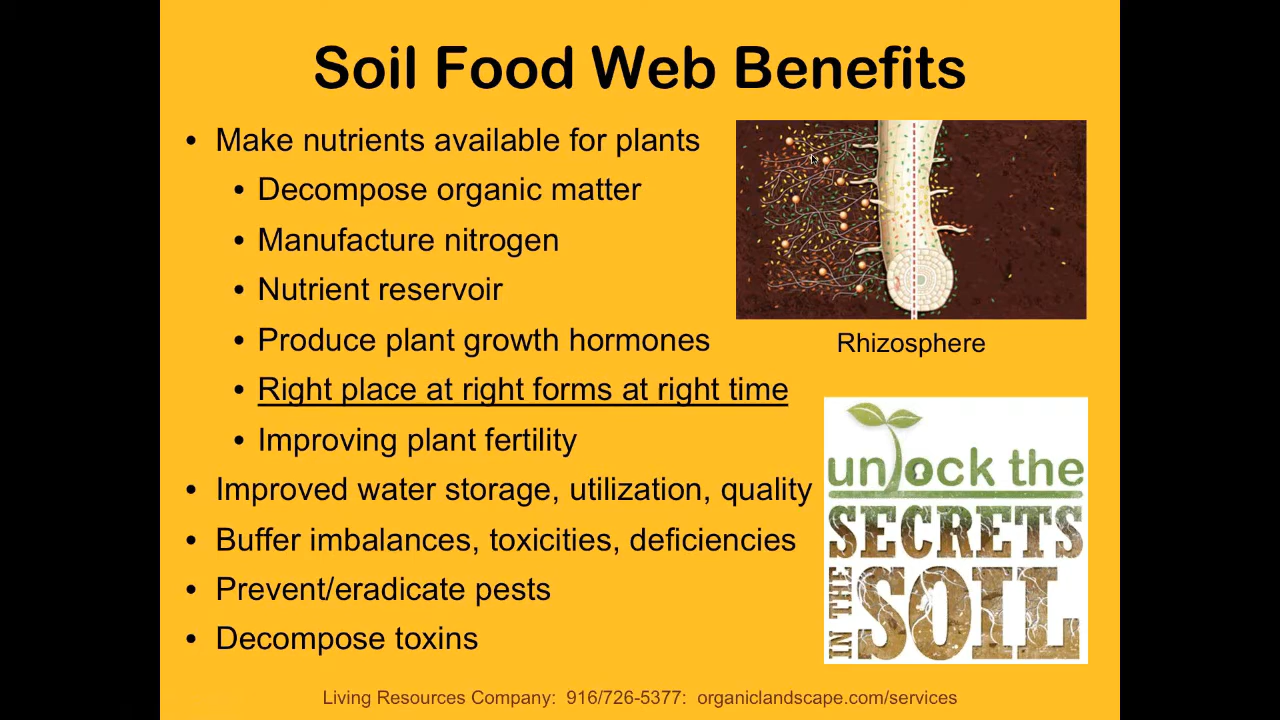 Soil Food Web Benefits
• Make nutrients available for plants
• Decompose organic matter
• Manufacture nitrogen
• Nutrient reservoir
• Produce plant growth hormones
• Right place at right forms at right time
• Improving plant fertility
• Improved water storage, utilization, quality
• Buffer imbalances, toxicities, deficiencies
• Prevent/eradicate pests
• Decompose toxins
Rhizosphere
unlock the
SECRETS
IN THE
SOIL
Living Resources Company: 916/726-5377: organiclandscape.com/services